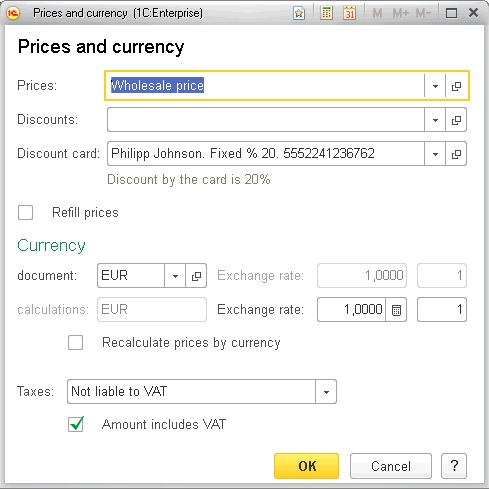 Prices and currency (1C:Enterprise)
M M+ M-
Prices and currency
Prices: Wholesale price
Discounts:
Discount card: Philipp Johnson. Fixed % 20. 5552241236762
Discount by the card is 20%
Refill prices
Currency
document: EUR Exchange rate: 1,0000 1
calculations: EUR Exchange rate: 1,0000 1
Recalculate prices by currency
Taxes: Not liable to VAT
Amount includes VAT
OK Cancel ?